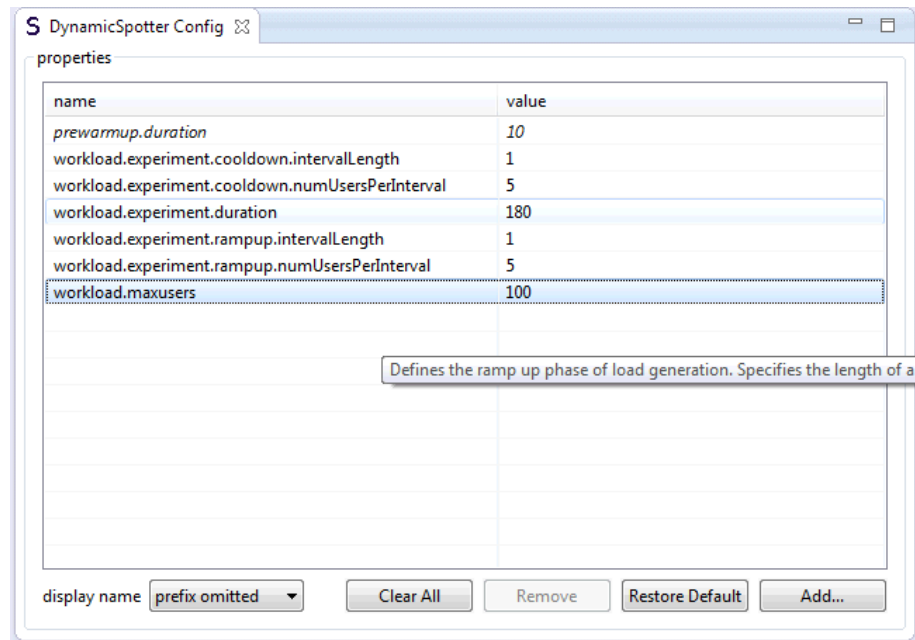 S DynamicSpotter Config
properties
name value
prewarmup.duration 10
workload.experiment.cooldown.intervalLength 1
workload.experiment.cooldown.numUsersPerInterval 5
workload.experiment.duration 180
workload.experiment.rampup.intervalLength 1
workload.experiment.rampup.numUsersPerInterval 5
workload.maxusers 100
Defines the ramp up phase of load generation. Specifies the length of a
display name prefix omitted Clear All Remove Restore Default Add...